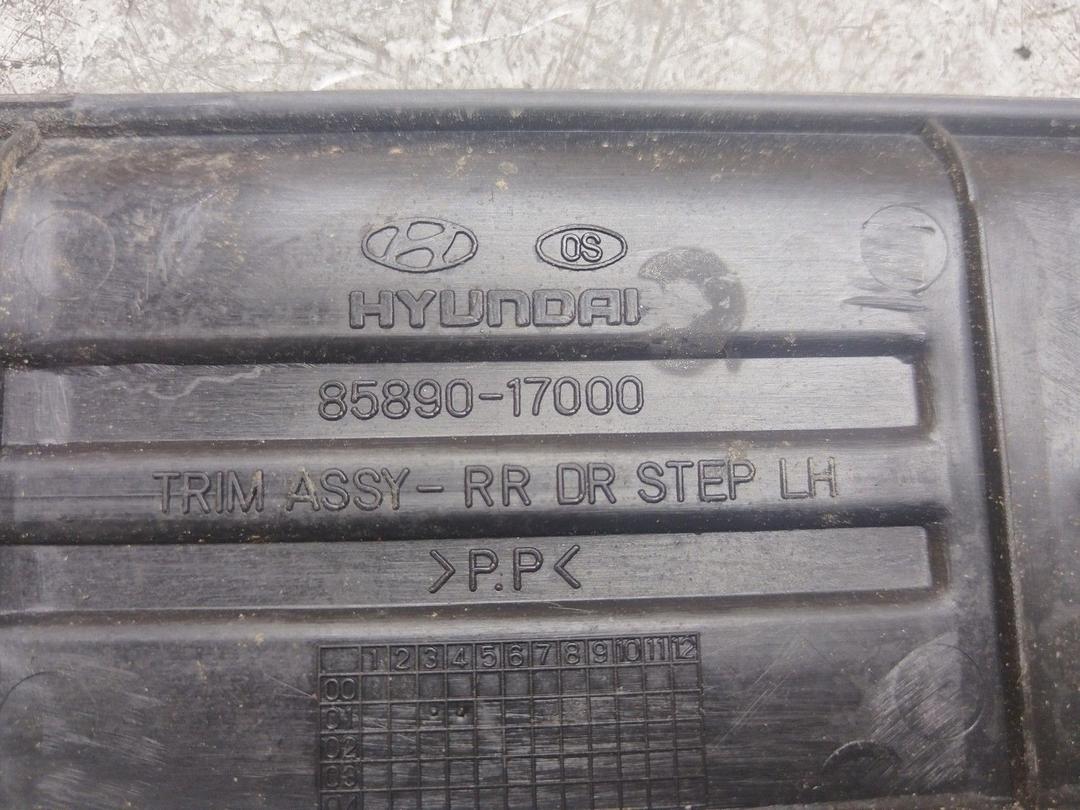 OS
HYUNDAI
85890-17000
TRIM ASSY- RR DR STEP LH
>P.P<
1 2 3 4 5 6 7 8 9 10 11 12
00
01
02
03